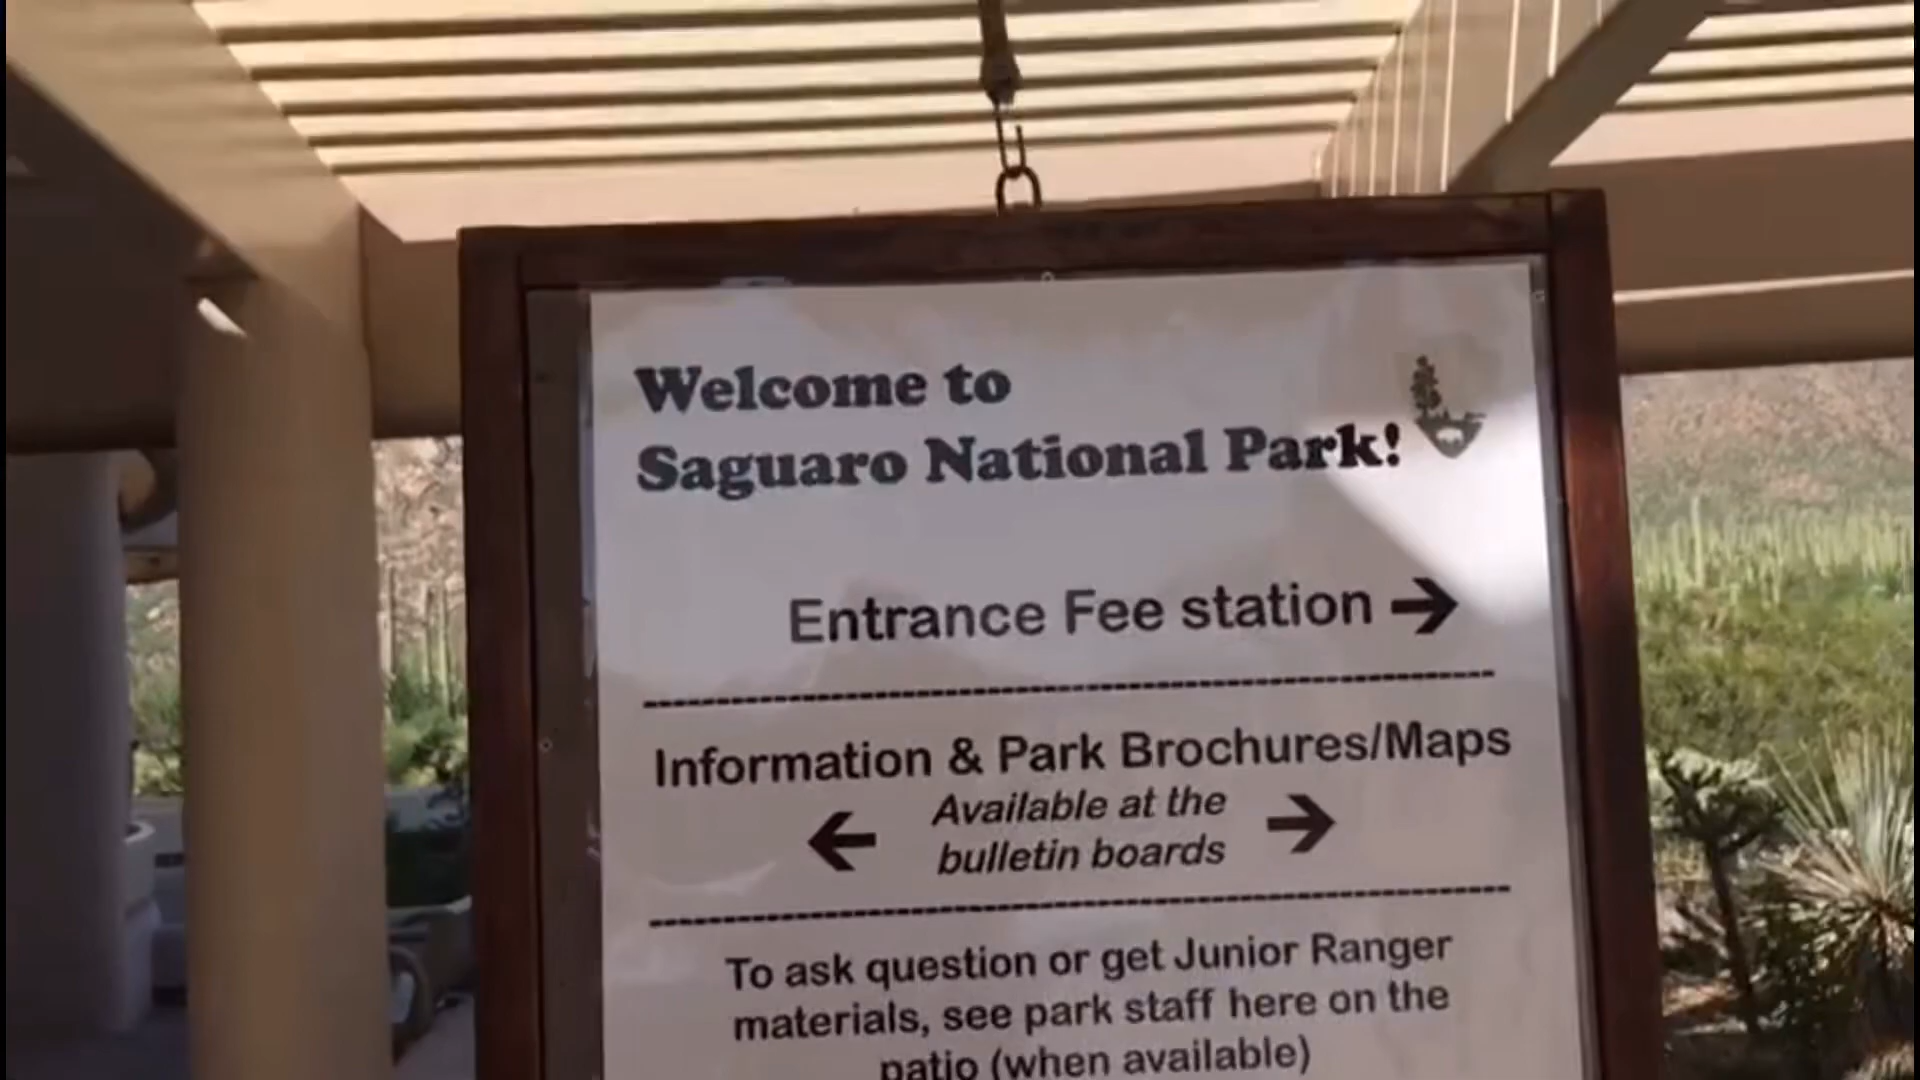 Welcome to
Saguaro National Park!
Entrance Fee station →
Information & Park Brochures/Maps
← Available at the →
bulletin boards
To ask question or get Junior Ranger
materials, see park staff here on the
patio (when available)